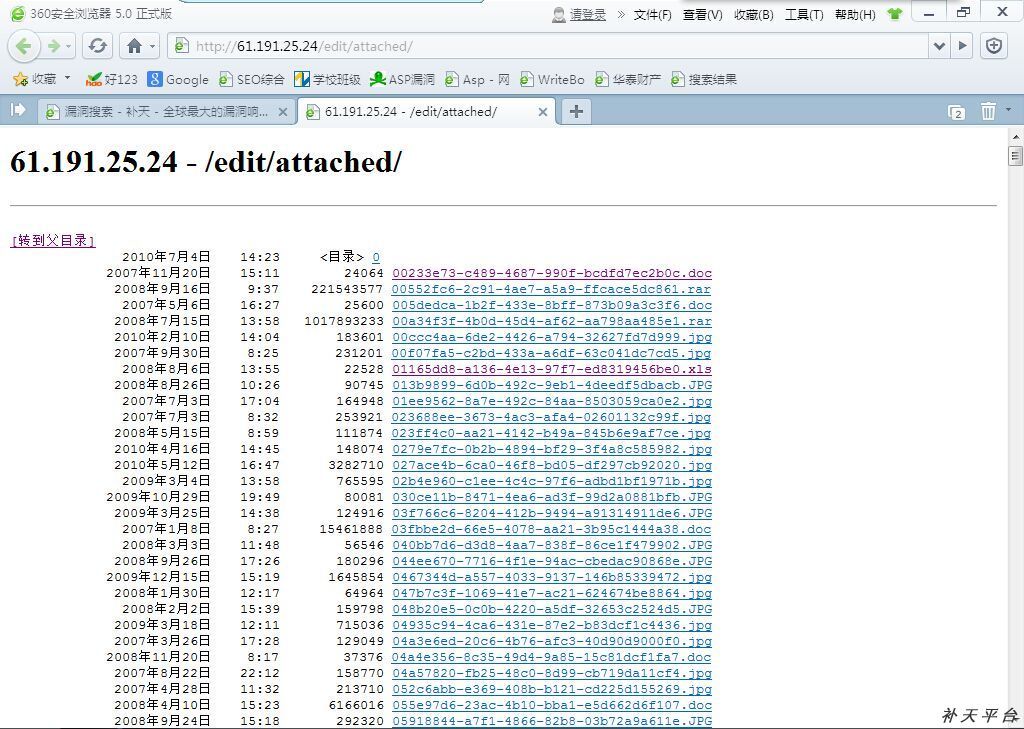 360安全浏览器 5.0 正式版
请登录 » 文件(F) 查看(V) 收藏(B) 工具(T) 帮助(H)
http://61.191.25.24/edit/attached/
收藏 好123 Google SEO综合 学校班级 ASP漏洞 Asp - 网 WriteBo 华泰财产 搜索结果
漏洞搜索 - 补天 - 全球最大的漏洞响... 61.191.25.24 - /edit/attached/ 2
61.191.25.24 - /edit/attached/
[转到父目录]
2010年7月4日 14:23 <目录> 0
2007年11月20日 15:11 24064 00233e73-c489-4687-990f-bcdfd7ec2b0c.doc
2008年9月16日 9:37 221543577 00552fc6-2c91-4ae7-a5a9-ffcace5dc861.rar
2007年5月6日 16:27 25600 005dedca-1b2f-433e-8bff-873b09a3c3f6.doc
2008年7月15日 13:58 1017893233 00a34f3f-4b0d-45d4-af62-aa798aa485e1.rar
2010年2月10日 14:04 183601 00ccc4aa-6de2-4426-a794-32627fd7d999.jpg
2007年9月30日 8:25 231201 00f07fa5-c2bd-433a-a6df-63c041dc7cd5.jpg
2008年8月6日 13:55 22528 01165dd8-a136-4e13-97f7-ed8319456be0.xls
2008年8月26日 10:26 90745 013b9899-6d0b-492c-9eb1-4deedf5dbacb.JPG
2007年7月3日 17:04 164948 01ee9562-8a7e-492c-84aa-8503059ca0e2.jpg
2007年7月3日 8:32 253921 023688ee-3673-4ac3-afa4-02601132c99f.jpg
2008年5月15日 8:59 111874 023ff4c0-aa21-4142-b49a-845b6e9af7ce.jpg
2010年4月16日 14:45 148074 0279e7fc-0b2b-4894-bf29-3f4a8c585982.jpg
2010年5月12日 16:47 3282710 027ace4b-6ca0-46f8-bd05-df297cb92020.jpg
2009年3月4日 13:58 765595 02b4e960-c1ee-4c4c-97f6-adbd1bf1971b.jpg
2009年10月29日 19:49 80081 030ce11b-8471-4ea6-ad3f-99d2a0881bfb.JPG
2009年3月25日 14:38 124916 03f766c6-8204-412b-9494-a91314911de6.JPG
2007年1月8日 8:27 15461888 03fbbe2d-66e5-4078-aa21-3b95c1444a38.doc
2008年3月3日 11:48 56546 040bb7d6-d3d8-4aa7-838f-86ce1f479902.JPG
2008年9月26日 17:26 180296 044ee670-7716-4f1e-94ac-cbedac90868e.JPG
2009年12月15日 15:19 1645854 0467344d-a557-4033-9137-146b85339472.jpg
2008年1月30日 12:17 64964 047b7c3f-1069-41e7-ac21-624674be8864.jpg
2008年2月2日 15:39 159798 048b20e5-0c0b-4220-a5df-32653c2524d5.JPG
2009年3月18日 12:11 715036 04935c94-4ca6-431e-87e2-b83dcf1c4436.jpg
2007年3月26日 17:28 129049 04a3e6ed-20c6-4b76-afc3-40d90d9000f0.jpg
2008年11月20日 8:17 37376 04a4e356-8c35-49d4-9a85-15c81dcf1fa7.doc
2007年8月22日 22:12 158770 04a57820-fb25-48c0-8d99-cb719da11cf4.jpg
2007年4月28日 11:32 213710 052c6abb-e369-408b-b121-cd225d155269.jpg
2008年4月10日 15:23 6166016 055e97d6-23ac-4b10-bba1-e5d662d6f107.doc
2008年9月24日 15:18 292320 05918844-a7f1-4866-82b8-03b72a9a611e.JPG
补天平台